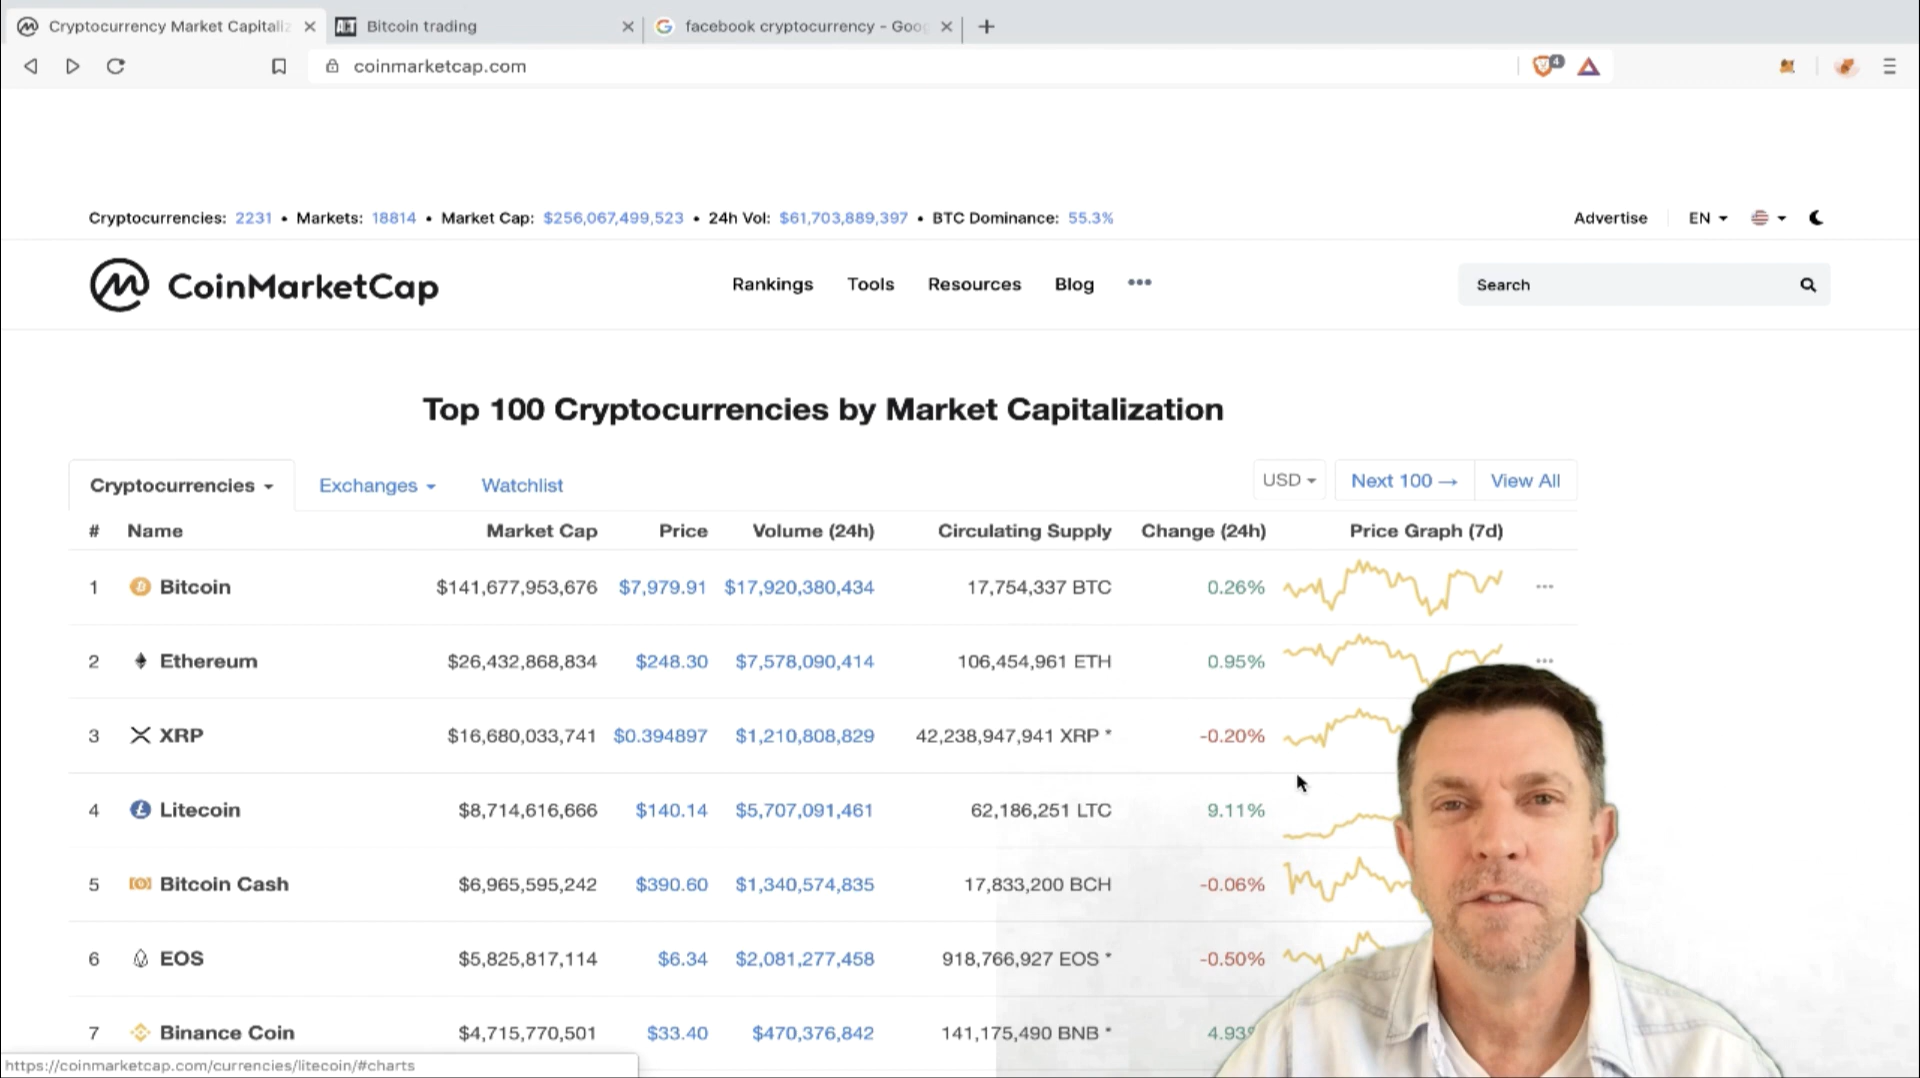 Cryptocurrency Market Capitaliz
Bitcoin trading
facebook cryptocurrency - Goo
coinmarketcap.com
4
Cryptocurrencies: 2231 • Markets: 18814 • Market Cap: $256,067,499,523 • 24h Vol: $61,703,889,397 • BTC Dominance: 55.3%
Advertise EN
CoinMarketCap
Rankings Tools Resources Blog •••
Search
Top 100 Cryptocurrencies by Market Capitalization
Cryptocurrencies Exchanges Watchlist
USD Next 100 → View All
# Name Market Cap Price Volume (24h) Circulating Supply Change (24h) Price Graph (7d)
1 Bitcoin $141,677,953,676 $7,979.91 $17,920,380,434 17,754,337 BTC 0.26%
2 Ethereum $26,432,868,834 $248.30 $7,578,090,414 106,454,961 ETH 0.95%
3 XRP $16,680,033,741 $0.394897 $1,210,808,829 42,238,947,941 XRP * -0.20%
4 Litecoin $8,714,616,666 $140.14 $5,707,091,461 62,186,251 LTC 9.11%
5 Bitcoin Cash $6,965,595,242 $390.60 $1,340,574,835 17,833,200 BCH -0.06%
6 EOS $5,825,817,114 $6.34 $2,081,277,458 918,766,927 EOS * -0.50%
7 Binance Coin $4,715,770,501 $33.40 $470,376,842 141,175,490 BNB * 4.93
https://coinmarketcap.com/currencies/litecoin/#charts